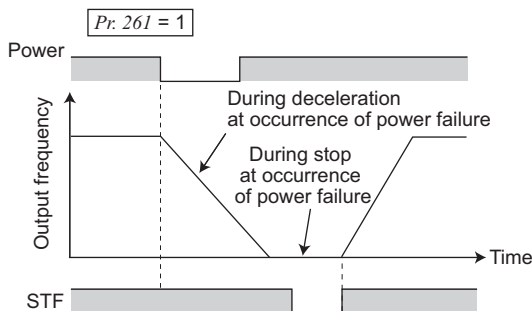 Pr. 261 = 1
Power
During deceleration
at occurrence of power failure
During stop
at occurrence
of power failure
Output frequency
Time
STF